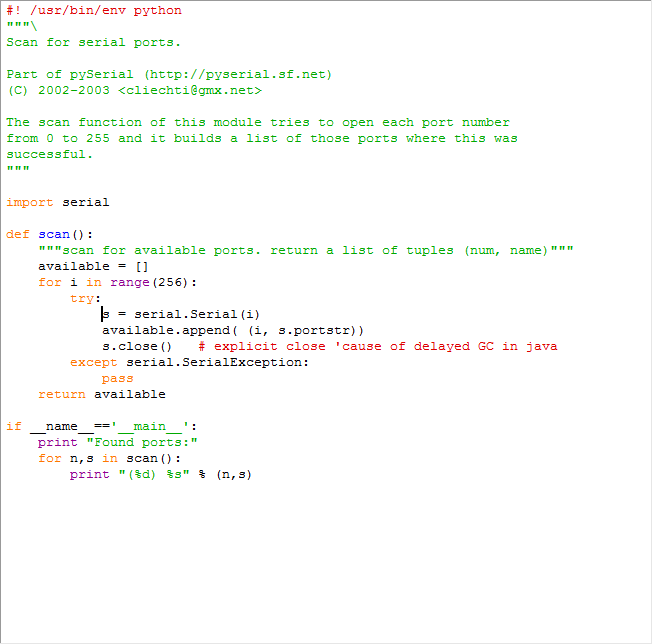 #! /usr/bin/env python
"""\
Scan for serial ports.

Part of pySerial (http://pyserial.sf.net)
(C) 2002-2003 <cliechti@gmx.net>

The scan function of this module tries to open each port number
from 0 to 255 and it builds a list of those ports where this was
successful.
"""

import serial

def scan():
    """scan for available ports. return a list of tuples (num, name)"""
    available = []
    for i in range(256):
        try:
            s = serial.Serial(i)
            available.append( (i, s.portstr))
            s.close()   # explicit close 'cause of delayed GC in java
        except serial.SerialException:
            pass
    return available

if __name__=='__main__':
    print "Found ports:"
    for n,s in scan():
        print "(%d) %s" % (n,s)